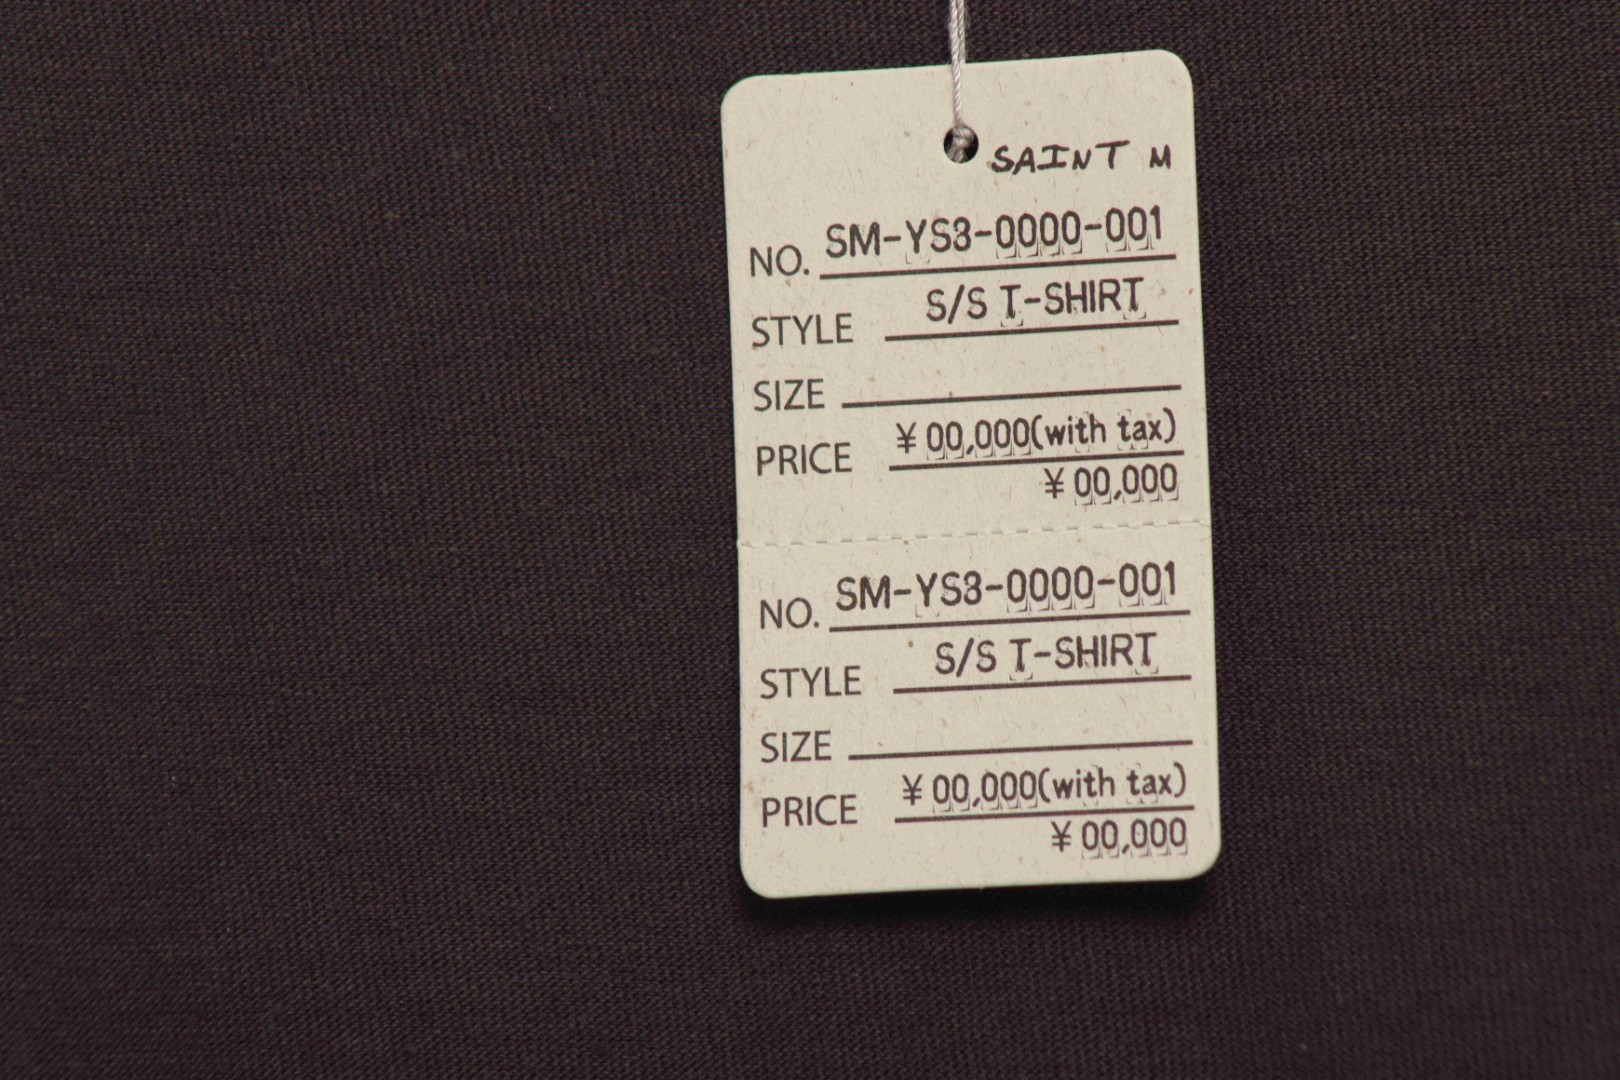 SAINT M
NO. SM-YS3-0000-001
STYLE S/S T-SHIRT
SIZE
PRICE ¥00,000(with tax)
¥00,000
NO. SM-YS3-0000-001
STYLE S/S T-SHIRT
SIZE
PRICE ¥00,000(with tax)
¥00,000